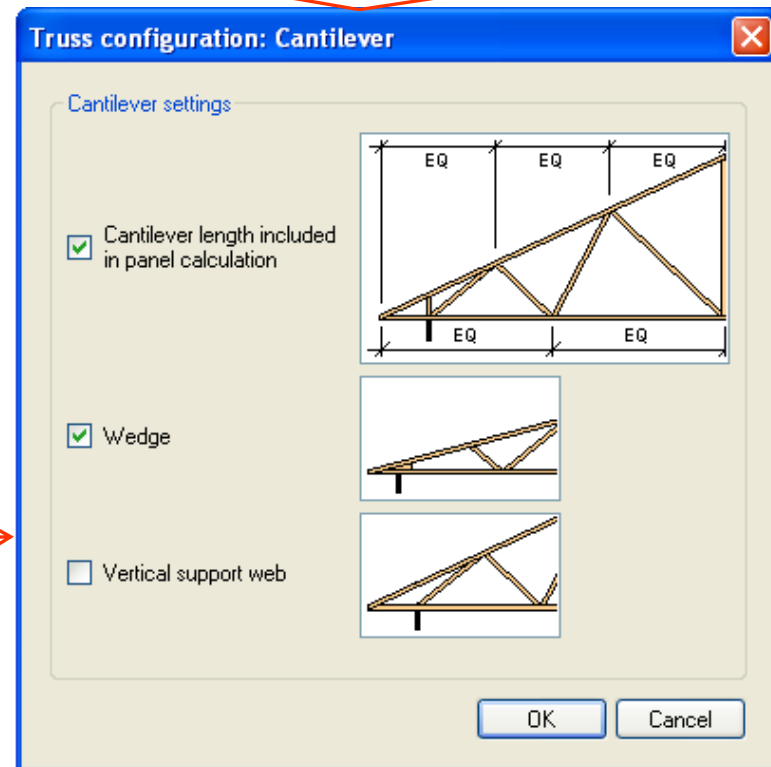 Truss configuration: Cantilever
Cantilever settings
EQ EQ EQ
Cantilever length included
in panel calculation
EQ EQ
Wedge
Vertical support web
OK Cancel